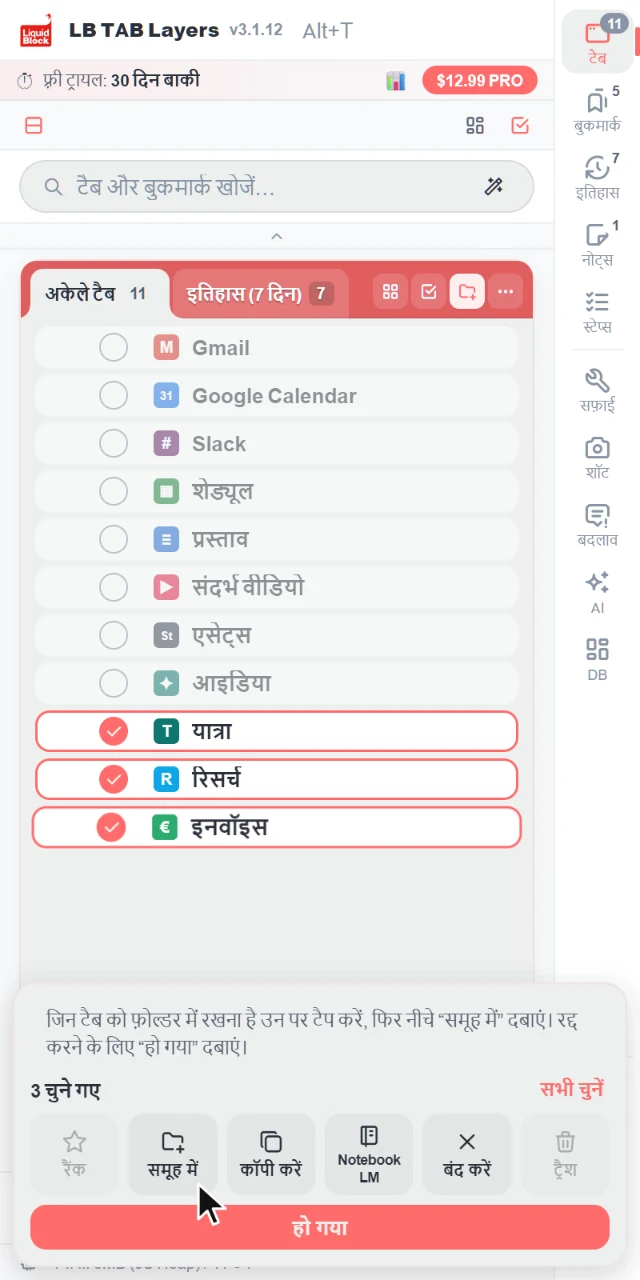 Liquid Block
LB TAB Layers v3.1.12 Alt+T
फ़्री ट्रायल: 30 दिन बाकी
$12.99 PRO
टैब और बुकमार्क खोजें…
अकेले टैब 11
इतिहास (7 दिन) 7
M Gmail
31 Google Calendar
# Slack
शेड्यूल
प्रस्ताव
संदर्भ वीडियो
St एसेट्स
आइडिया
T यात्रा
R रिसर्च
€ इनवॉइस
11
टैब
5
बुकमार्क
7
इतिहास
1
नोट्स
स्टेप्स
सफ़ाई
शॉट
बदलाव
AI
DB
जिन टैब को फ़ोल्डर में रखना है उन पर टैप करें, फिर नीचे “समूह में” दबाएं। रद्द
करने के लिए “हो गया” दबाएं।
3 चुने गए
सभी चुनें
रैंक
समूह में
कॉपी करें
Notebook
LM
बंद करें
ट्रैश
हो गया